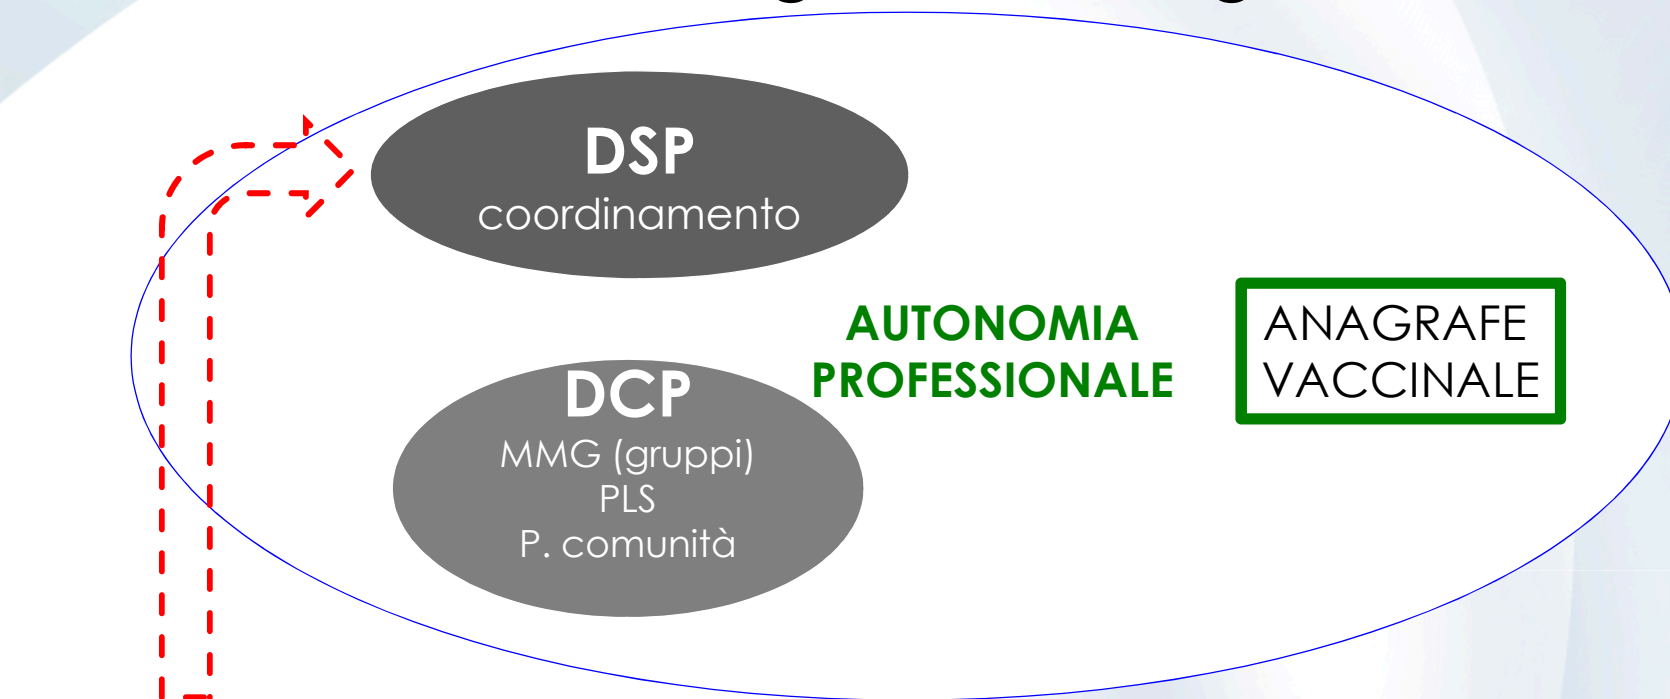 DSP
coordinamento
AUTONOMIA
PROFESSIONALE
ANAGRAFE
VACCINALE
DCP
MMG (gruppi)
PLS
P. comunità